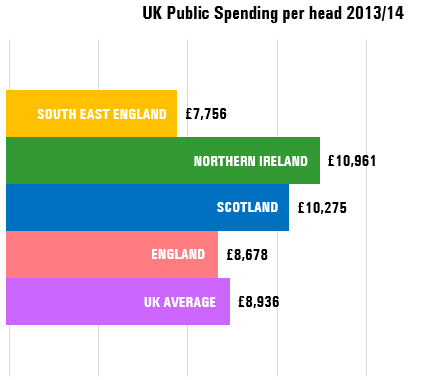 UK Public Spending per head 2013/14
SOUTH EAST ENGLAND £7,756
NORTHERN IRELAND £10,961
SCOTLAND £10,275
ENGLAND £8,678
UK AVERAGE £8,936